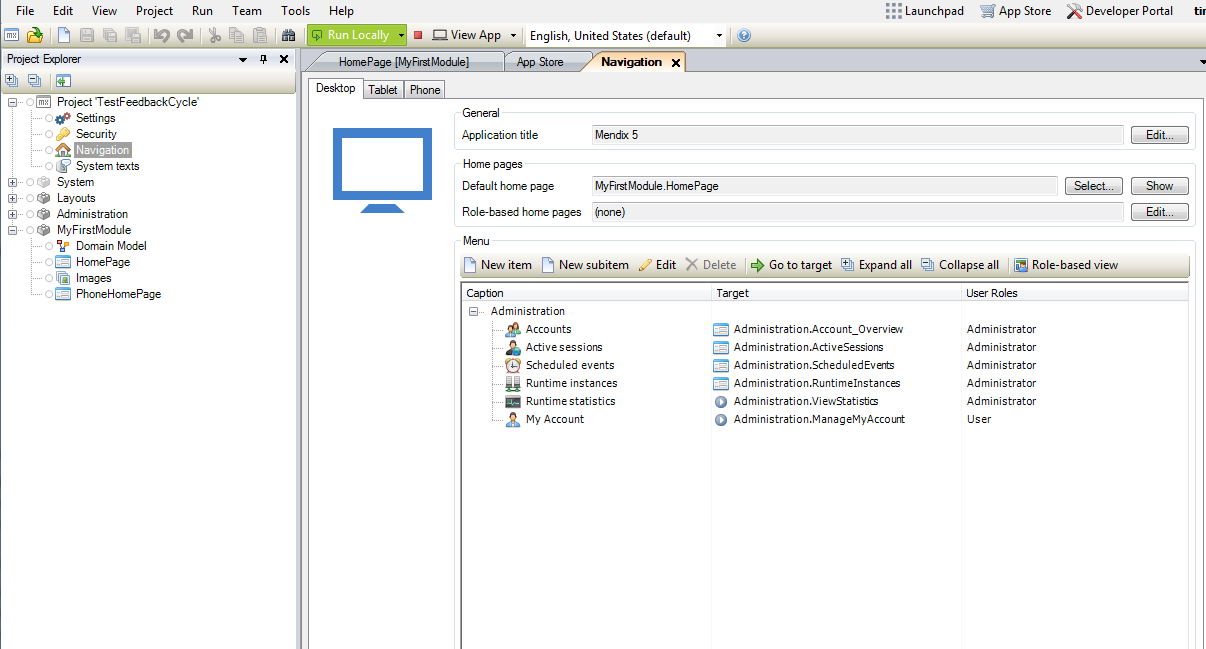 File Edit View Project Run Team Tools Help Launchpad App Store Developer Portal
Run Locally View App English, United States (default)
Project Explorer
HomePage [MyFirstModule] App Store Navigation
Desktop Tablet Phone
Project 'TestFeedbackCycle'
Settings
Security
Navigation
System texts
System
Layouts
Administration
MyFirstModule
Domain Model
HomePage
Images
PhoneHomePage
General
Application title Mendix 5 Edit...
Home pages
Default home page MyFirstModule.HomePage Select... Show
Role-based home pages (none) Edit...
Menu
New item New subitem Edit Delete Go to target Expand all Collapse all Role-based view
Caption Target User Roles
Administration
Accounts Administration.Account_Overview Administrator
Active sessions Administration.ActiveSessions Administrator
Scheduled events Administration.ScheduledEvents Administrator
Runtime instances Administration.RuntimeInstances Administrator
Runtime statistics Administration.ViewStatistics Administrator
My Account Administration.ManageMyAccount User